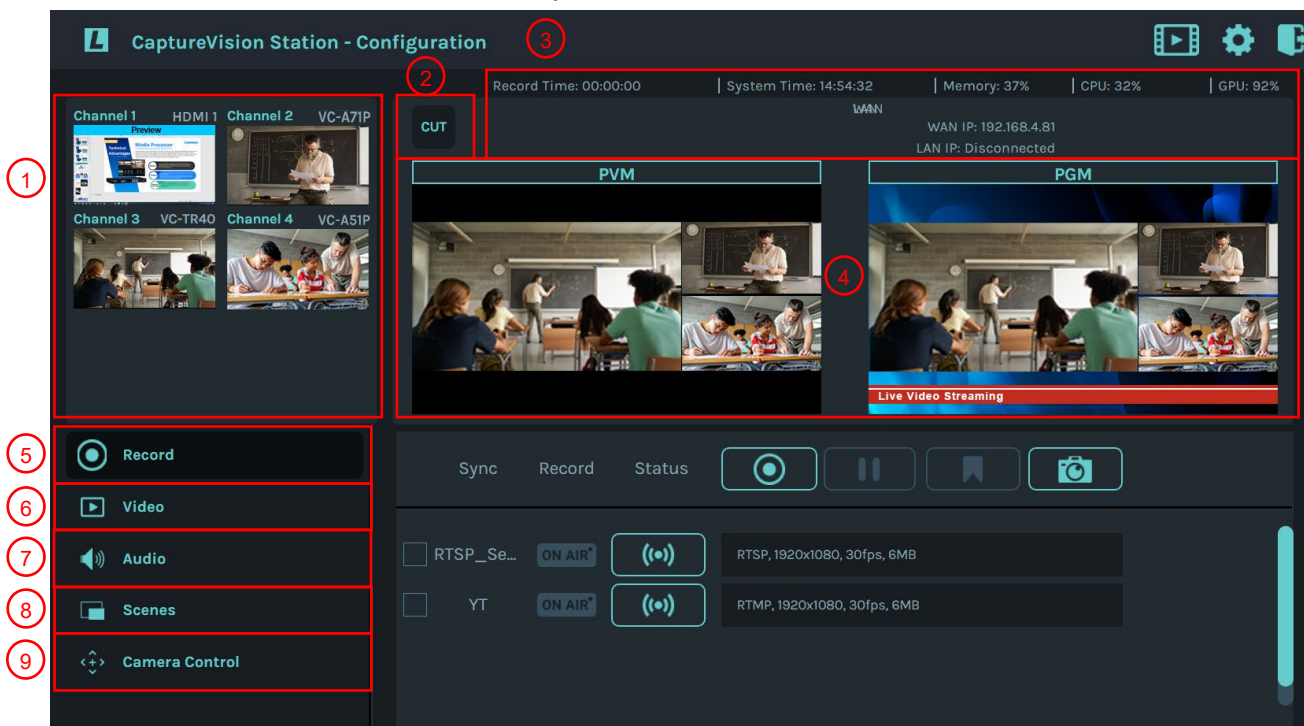 L CaptureVision Station - Configuration
3
2
Record Time: 00:00:00 | System Time: 14:54:32 | Memory: 37% | CPU: 32% | GPU: 92%
WAN IP: 192.168.4.81
LAN IP: Disconnected
CUT
1
Channel 1 HDMI 1 Channel 2 VC-A71P
Preview
Media Processor
Technical
Advantages
Channel 3 VC-TR40 Channel 4 VC-A51P
PVM
PGM
4
Live Video Streaming
5 Record
6 Video
7 Audio
8 Scenes
9 Camera Control
Sync Record Status
RTSP_Se... ON AIR RTSP, 1920x1080, 30fps, 6MB
YT ON AIR RTMP, 1920x1080, 30fps, 6MB